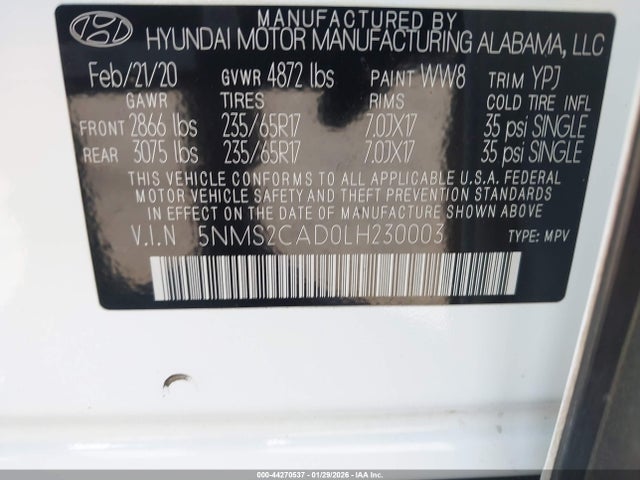 MANUFACTURED BY
HYUNDAI MOTOR MANUFACTURING ALABAMA, LLC
Feb/21/20 GVWR 4872 lbs PAINT WW8 TRIM YPJ
GAWR TIRES RIMS COLD TIRE INFL
FRONT 2866 lbs 235/65R17 7.0JX17 35 psi SINGLE
REAR 3075 lbs 235/65R17 7.0JX17 35 psi SINGLE
THIS VEHICLE CONFORMS TO ALL APPLICABLE U.S.A. FEDERAL
MOTOR VEHICLE SAFETY AND THEFT PREVENTION STANDARDS
IN EFFECT ON THE DATE OF MANUFACTURE SHOWN ABOVE.
V.I.N 5NMS2CAD0LH230003 TYPE: MPV
000-44270537 - 01/29/2026 - IAA Inc.